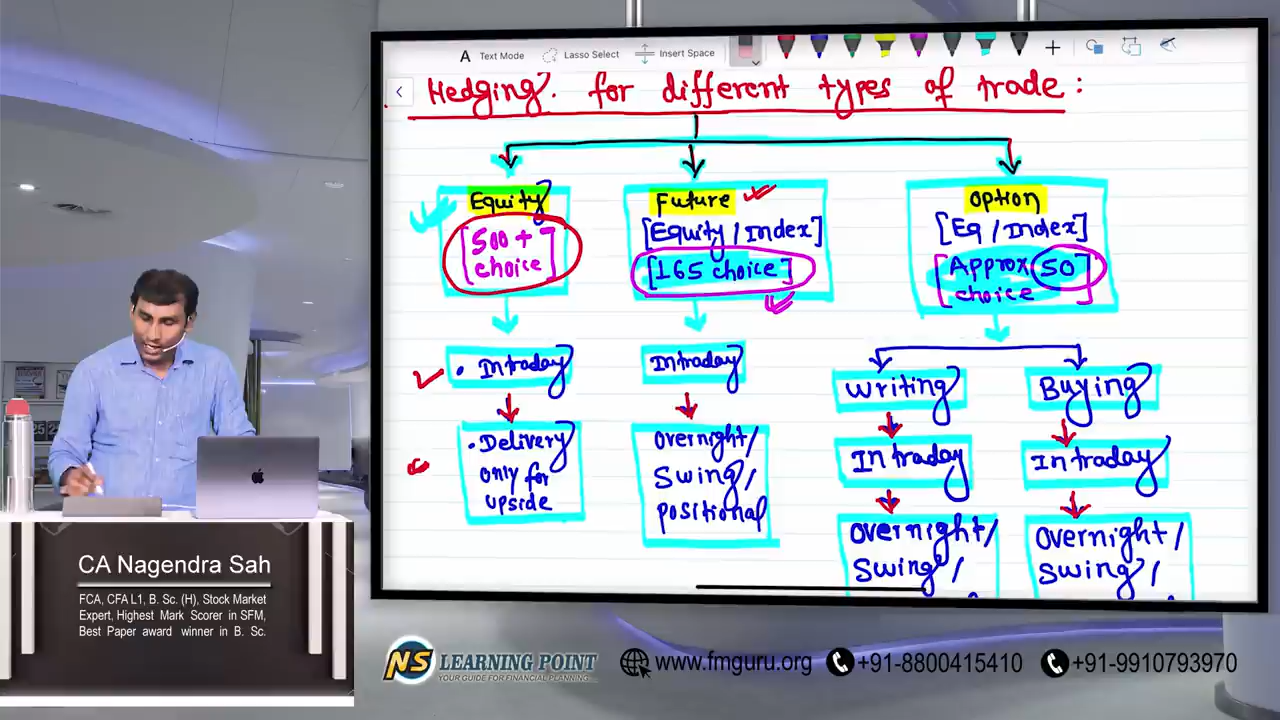 Text Mode
Lasso Select
Insert Space
Hedging. for different types of trade :
Equity
[500 +
choice]
Future
[Equity / Index]
[165 choice]
Option
[Eq / Index]
[Approx 50
choice]
• Intraday
• Delivery
only for
upside
Intraday
overnight /
swing /
positional
Writing
Intraday
overnight /
swing /
Buying
Intraday
overnight /
swing /
CA Nagendra Sah
FCA, CFA L1, B. Sc. (H), Stock Market
Expert, Highest Mark Scorer in SFM,
Best Paper award winner in B. Sc.
NS LEARNING POINT
YOUR GUIDE FOR FINANCIAL PLANNING...
www.fmguru.org
+91-8800415410
+91-9910793970